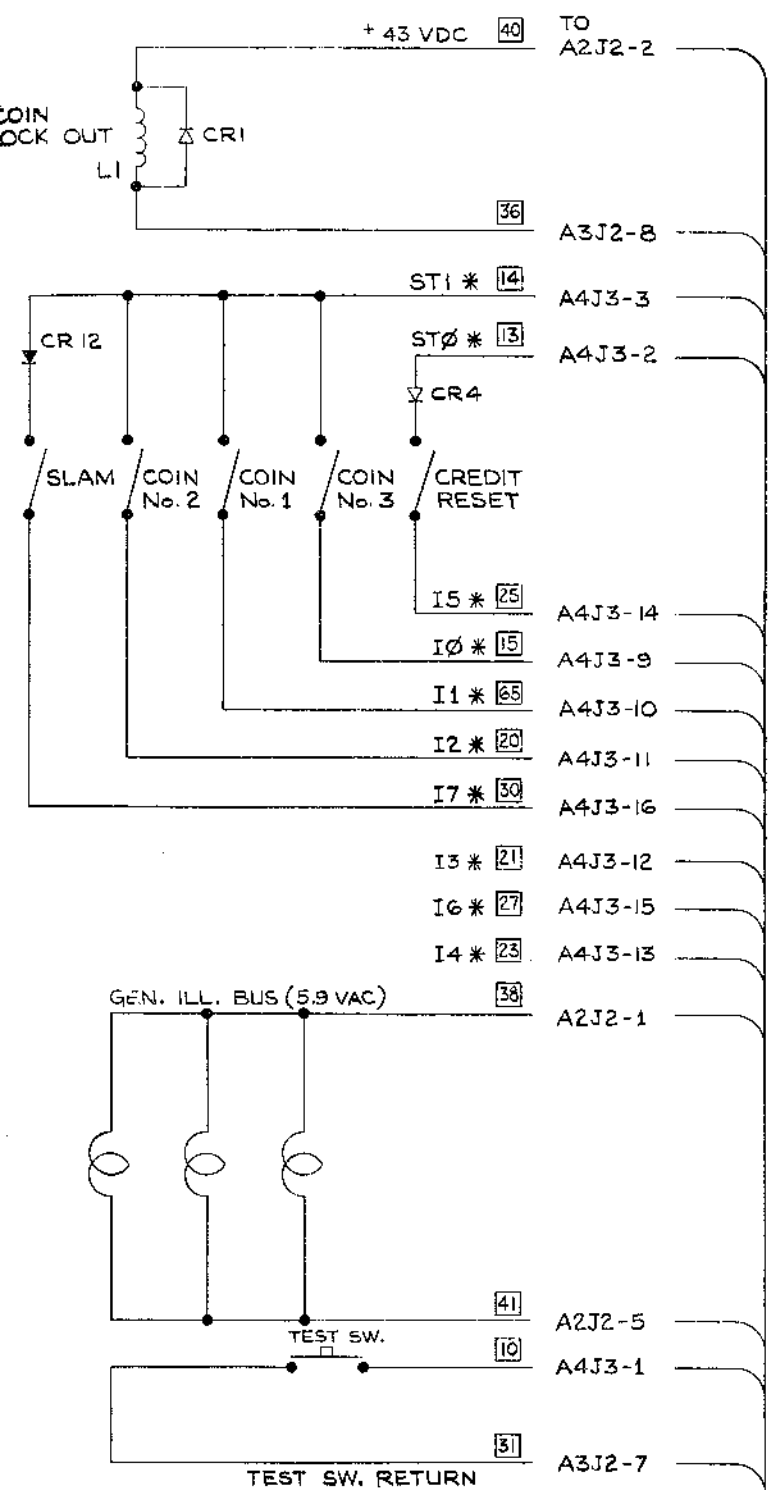 + 43 VDC 40 TO
A2J2-2
COIN
OCK OUT
L1
CR1
36 A3J2-8
ST1 * 14 A4J3-3
STØ * 13 A4J3-2
CR 12
CR4
SLAM
COIN
No. 2
COIN
No. 1
COIN
No. 3
CREDIT
RESET
I5 * 25 A4J3-14
IØ * 15 A4J3-9
I1 * 65 A4J3-10
I2 * 20 A4J3-11
I7 * 30 A4J3-16
I3 * 21 A4J3-12
I6 * 27 A4J3-15
I4 * 23 A4J3-13
GEN. ILL. BUS (5.9 VAC) 38 A2J2-1
41 A2J2-5
TEST SW.
10 A4J3-1
31 A3J2-7
TEST SW. RETURN